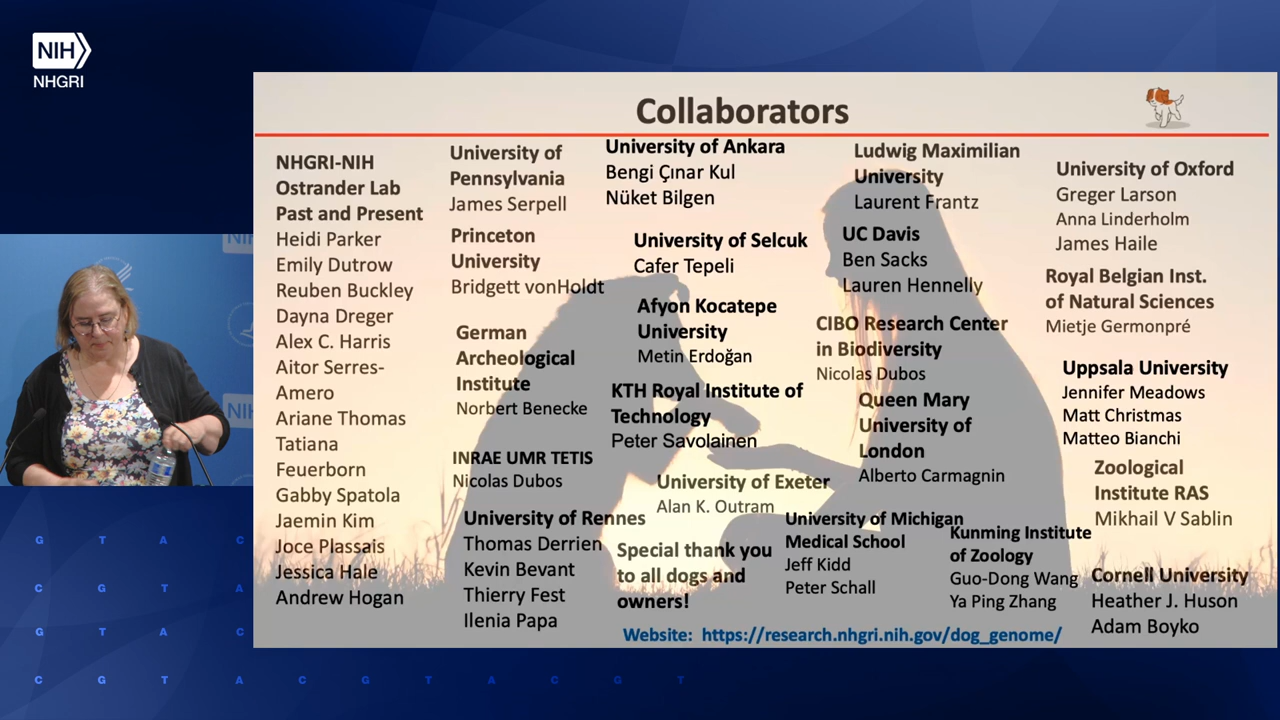 NIH
NHGRI
Collaborators
NHGRI-NIH
Ostrander Lab
Past and Present
Heidi Parker
Emily Dutrow
Reuben Buckley
Dayna Dreger
Alex C. Harris
Aitor Serres-
Amero
Ariane Thomas
Tatiana
Feuerborn
Gabby Spatola
Jaemin Kim
Joce Plassais
Jessica Hale
Andrew Hogan
University of
Pennsylvania
James Serpell
Princeton
University
Bridgett vonHoldt
German
Archeological
Institute
Norbert Benecke
INRAE UMR TETIS
Nicolas Dubos
University of Rennes
Thomas Derrien
Kevin Bevant
Thierry Fest
Ilenia Papa
University of Ankara
Bengi Çınar Kul
Nüket Bilgen
University of Selcuk
Cafer Tepeli
Afyon Kocatepe
University
Metin Erdoğan
KTH Royal Institute of
Technology
Peter Savolainen
University of Exeter
Alan K. Outram
Special thank you
to all dogs and
owners!
Ludwig Maximilian
University
Laurent Frantz
UC Davis
Ben Sacks
Lauren Hennelly
CIBO Research Center
in Biodiversity
Nicolas Dubos
Queen Mary
University of
London
Alberto Carmagnin
University of Michigan
Medical School
Jeff Kidd
Peter Schall
Kunming Institute
of Zoology
Guo-Dong Wang
Ya Ping Zhang
University of Oxford
Greger Larson
Anna Linderholm
James Haile
Royal Belgian Inst.
of Natural Sciences
Mietje Germonpré
Uppsala University
Jennifer Meadows
Matt Christmas
Matteo Bianchi
Zoological
Institute RAS
Mikhail V Sablin
Cornell University
Heather J. Huson
Adam Boyko
Website: https://research.nhgri.nih.gov/dog_genome/
NI
NIH
G T A C
C G T A
G T A C
C G T A C G T A C G T